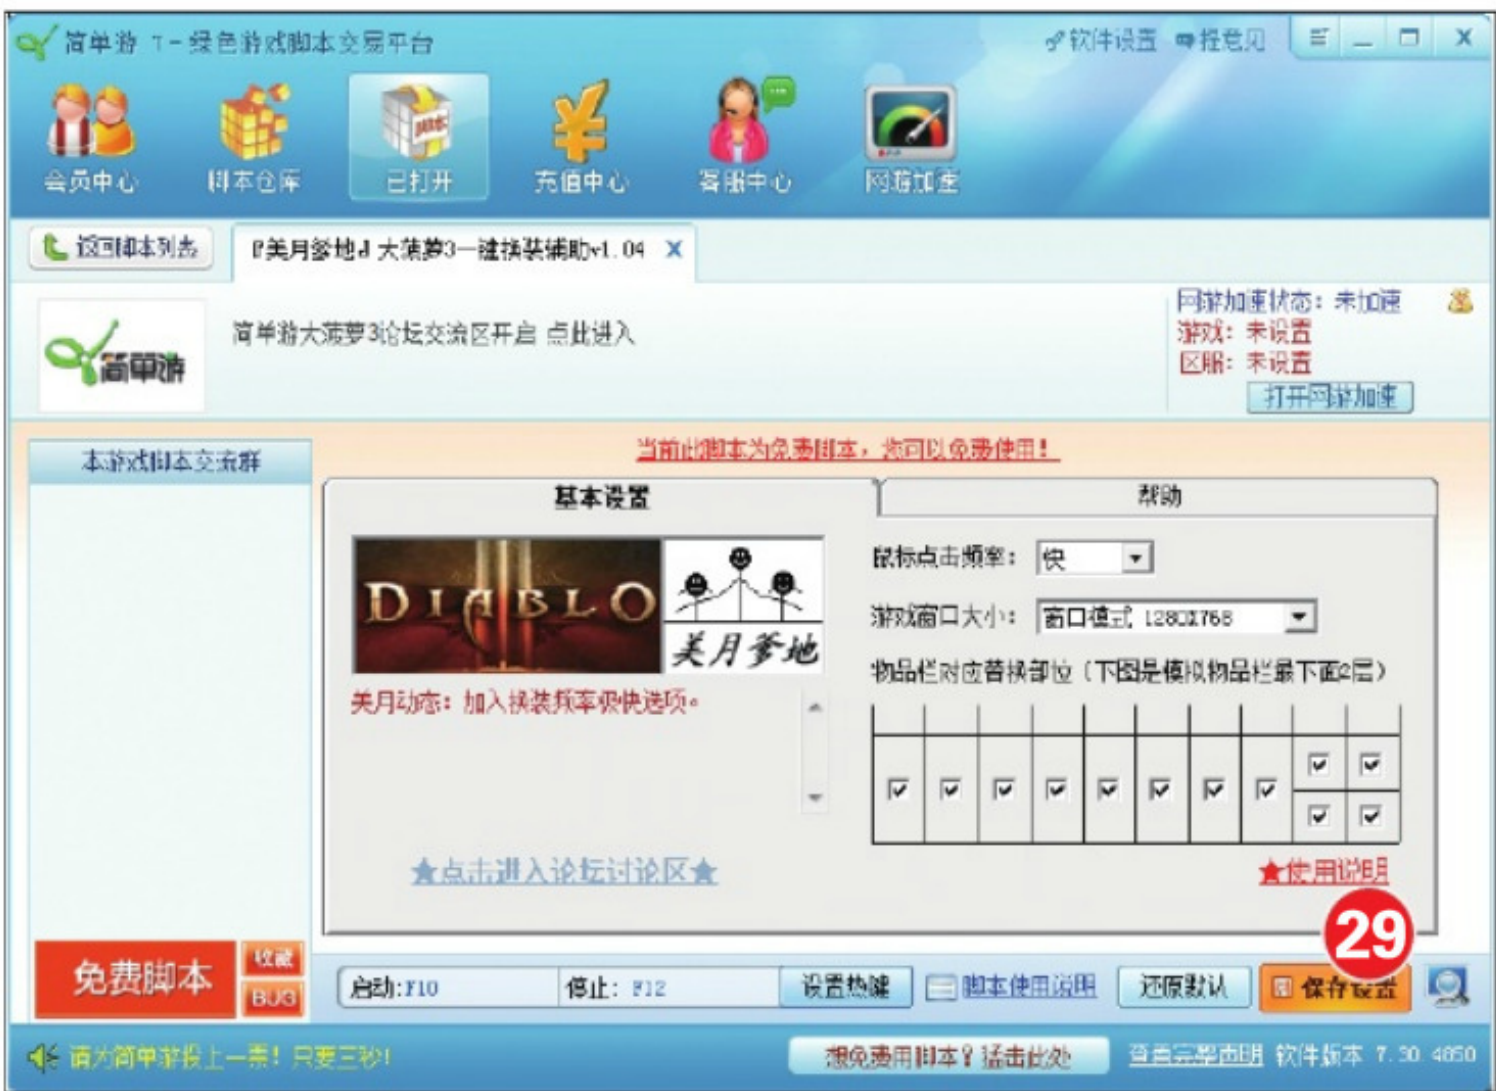 简单游 T-绿色游戏脚本交易平台
软件设置 提意见
会员中心 脚本仓库 已打开 充值中心 客服中心 网游加速
返回脚本列表 『美月爹地』大菠萝3一键换装辅助v1.04
简单游
简单游大菠萝3论坛交流区开启 点此进入
网游加速状态：未加速
游戏：未设置
区服：未设置
打开网游加速
当前此脚本为免费脚本，您可以免费使用！
本游戏脚本交流群
基本设置 帮助
DIABLO
美月爹地
美月动态：加入换装频率极快选项。
鼠标点击频率：快
游戏窗口大小：窗口模式 1280X768
物品栏对应替换部位（下图是模拟物品栏最下面2层）
★点击进入论坛讨论区★
★使用说明
29
免费脚本 收藏 BUG
启动:F10 停止: F12 设置热键 脚本使用说明 还原默认 保存设置
请为简单游投上一票！只要三秒！
想免费用脚本？猛击此处 查看完整声明 软件版本 7.30.4850